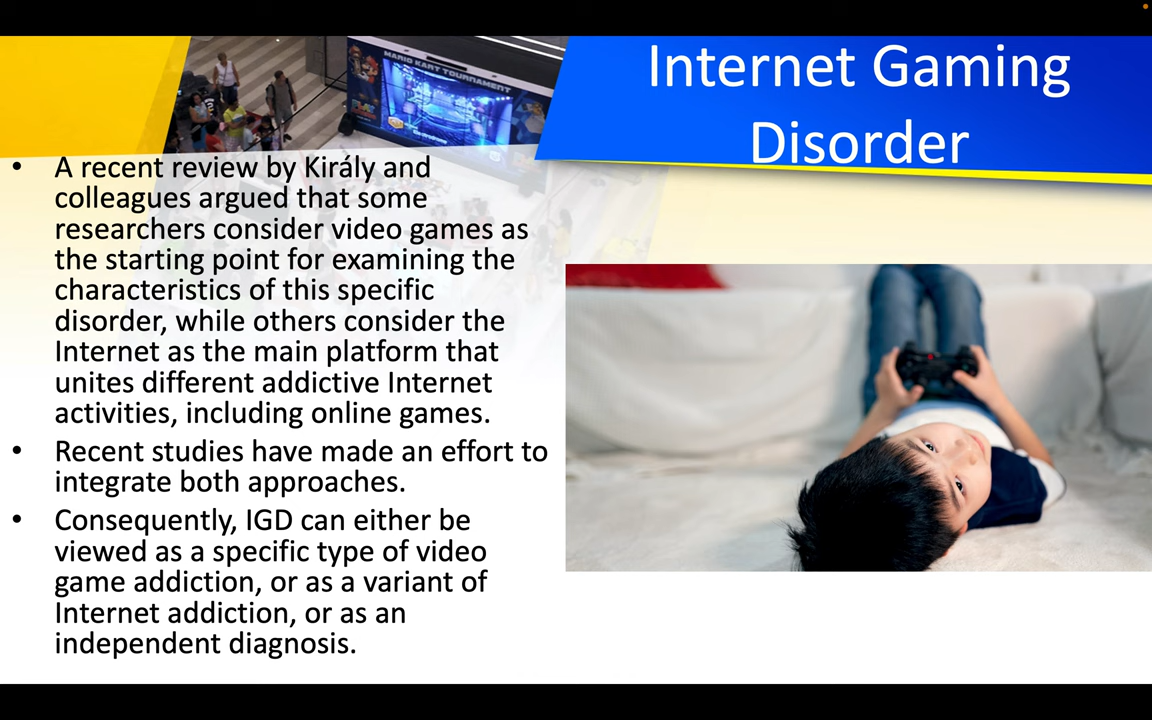 MARIO KART TOURNAMENT
Internet Gaming
Disorder
• A recent review by Király and
colleagues argued that some
researchers consider video games as
the starting point for examining the
characteristics of this specific
disorder, while others consider the
Internet as the main platform that
unites different addictive Internet
activities, including online games.
• Recent studies have made an effort to
integrate both approaches.
• Consequently, IGD can either be
viewed as a specific type of video
game addiction, or as a variant of
Internet addiction, or as an
independent diagnosis.